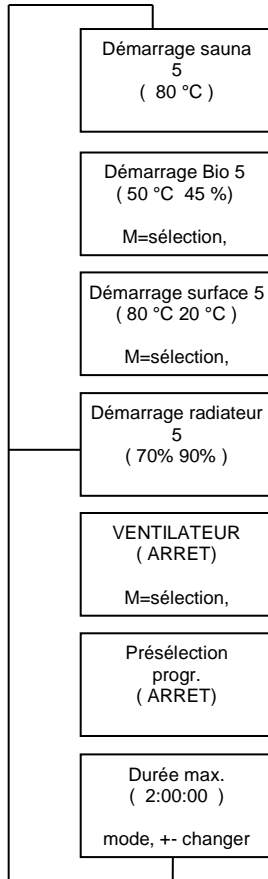 Démarrage sauna
5
( 80 °C )
Démarrage Bio 5
( 50 °C 45 %)
M=sélection,
Démarrage surface 5
( 80 °C 20 °C )
M=sélection,
Démarrage radiateur
5
( 70% 90% )
VENTILATEUR
( ARRET)
M=sélection,
Présélection
progr.
( ARRET)
Durée max.
( 2:00:00 )
mode, +- changer